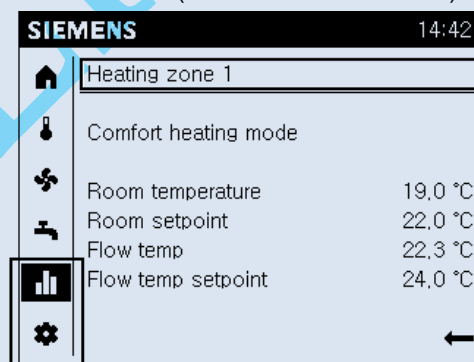 SIEMENS 14:42
Heating zone 1
Comfort heating mode
Room temperature 19,0 °C
Room setpoint 22,0 °C
Flow temp 22,3 °C
Flow temp setpoint 24,0 °C